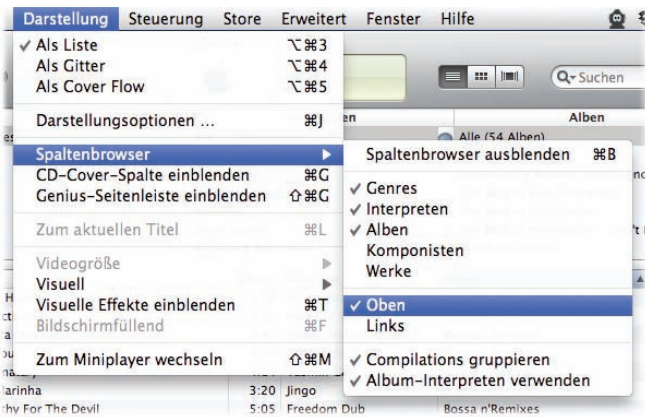 Darstellung Steuerung Store Erweitert Fenster Hilfe
✓ Als Liste ⌥⌘3
Als Gitter ⌥⌘4
Als Cover Flow ⌥⌘5
Darstellungsoptionen ... ⌘J
Spaltenbrowser ▶
CD-Cover-Spalte einblenden ⌘G
Genius-Seitenleiste einblenden ⇧⌘G
Zum aktuellen Titel ⌘L
Videogröße ▶
Visuell ▶
Visuelle Effekte einblenden ⌘T
Bildschirmfüllend ⌘F
Zum Miniplayer wechseln ⇧⌘M
Suchen
Alben
Alle (54 Alben)
Spaltenbrowser ausblenden ⌘B
✓ Genres
✓ Interpreten
✓ Alben
Komponisten
Werke
✓ Oben
Links
✓ Compilations gruppieren
✓ Album-Interpreten verwenden
3:20 Jingo
For The Devil 5:05 Freedom Dub Bossa n'Remixes